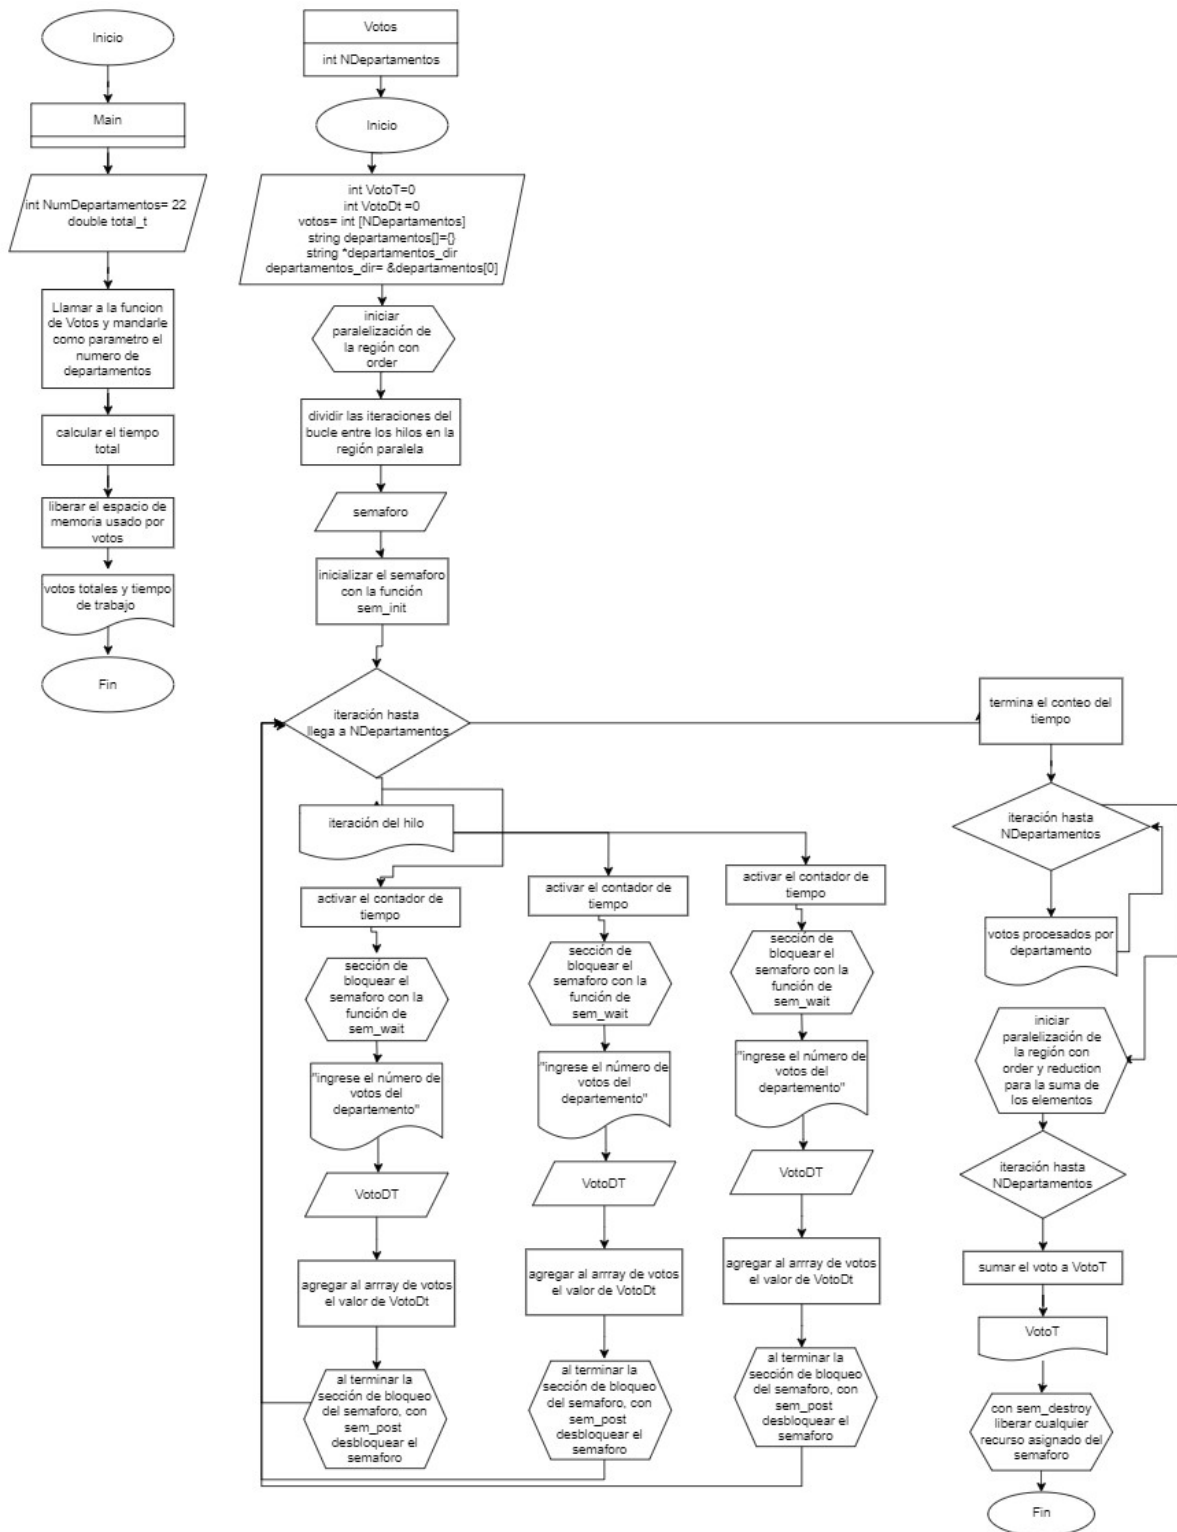 Inicio
Main
int NumDepartamentos= 22
double total_t
Llamar a la funcion
de Votos y mandarle
como parametro el
numero de
departamentos
calcular el tiempo
total
liberar el espacio de
memoria usado por
votos
votos totales y tiempo
de trabajo
Fin
Votos
int NDepartamentos
Inicio
int VotoT=0
int VotoDt =0
votos= int [NDepartamentos]
string departamentos[]={}
string *departamentos_dir
departamentos_dir= &departamentos[0]
iniciar
paralelización de
la región con
order
dividir las iteraciones del
bucle entre los hilos en la
región paralela
semaforo
inicializar el semaforo
con la función
sem_init
iteración hasta
llega a NDepartamentos
iteración del hilo
activar el contador de
tiempo
sección de
bloquear el
semaforo con la
función de
sem_wait
"ingrese el número de
votos del
departemento"
VotoDT
agregar al arrray de votos
el valor de VotoDt
al terminar la
sección de bloqueo
del semaforo, con
sem_post
desbloquear el
semaforo
activar el contador de
tiempo
sección de
bloquear el
semaforo con la
función de
sem_wait
"ingrese el número de
votos del
departemento"
VotoDT
agregar al arrray de votos
el valor de VotoDt
al terminar la
sección de bloqueo
del semaforo, con
sem_post
desbloquear el
semaforo
activar el contador de
tiempo
sección de
bloquear el
semaforo con la
función de
sem_wait
"ingrese el número de
votos del
departemento"
VotoDT
agregar al arrray de votos
el valor de VotoDt
al terminar la
sección de bloqueo
del semaforo, con
sem_post
desbloquear el
semaforo
termina el conteo del
tiempo
iteración hasta
NDepartamentos
votos procesados por
departamento
iniciar
paralelización de
la región con
order y reduction
para la suma de
los elementos
iteración hasta
NDepartamentos
sumar el voto a VotoT
VotoT
con sem_destroy
liberar cualquier
recurso asignado del
semaforo
Fin